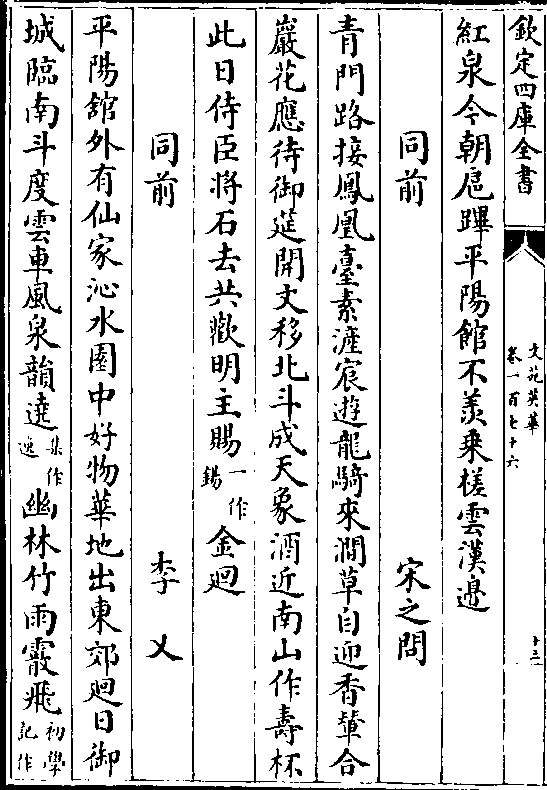 欽定四庫全書
文苑英華
卷一百七十六
十三
紅泉今朝扈蹕平陽館不羡乗槎雲漢邉
同前 宋之問
青門路接鳳凰臺素滻宸遊龍騎來澗草自迎香輦合
巖花應待御筵開文移北斗成天象酒近南山作壽杯
此日侍臣將石去共歡明主賜一作錫金廻
同前 李乂
平陽舘外有仙家沁水園中好物華地出東郊廻日御
城臨南斗度雲車風泉韻遶集作逸幽林竹雨霰飛初學記作